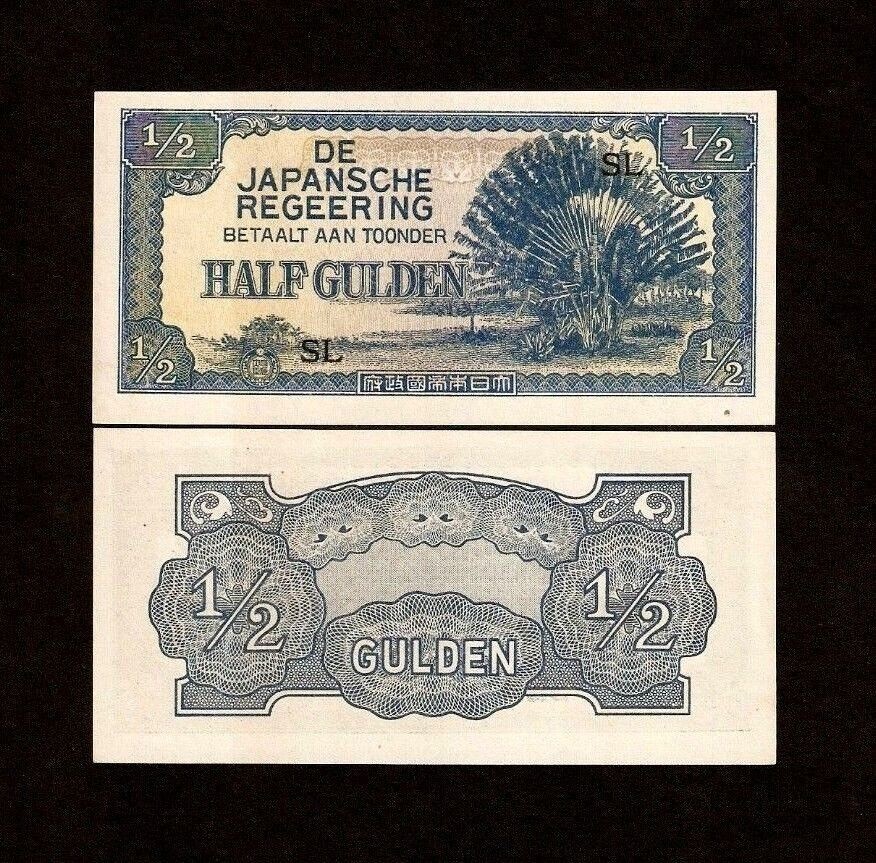 1/2
1/2
DE
JAPANSCHE
REGEERING
SL
BETAALT AAN TOONDER
HALF GULDEN
SL
1/2
1/2
府政國帝本日大
1/2
1/2
GULDEN